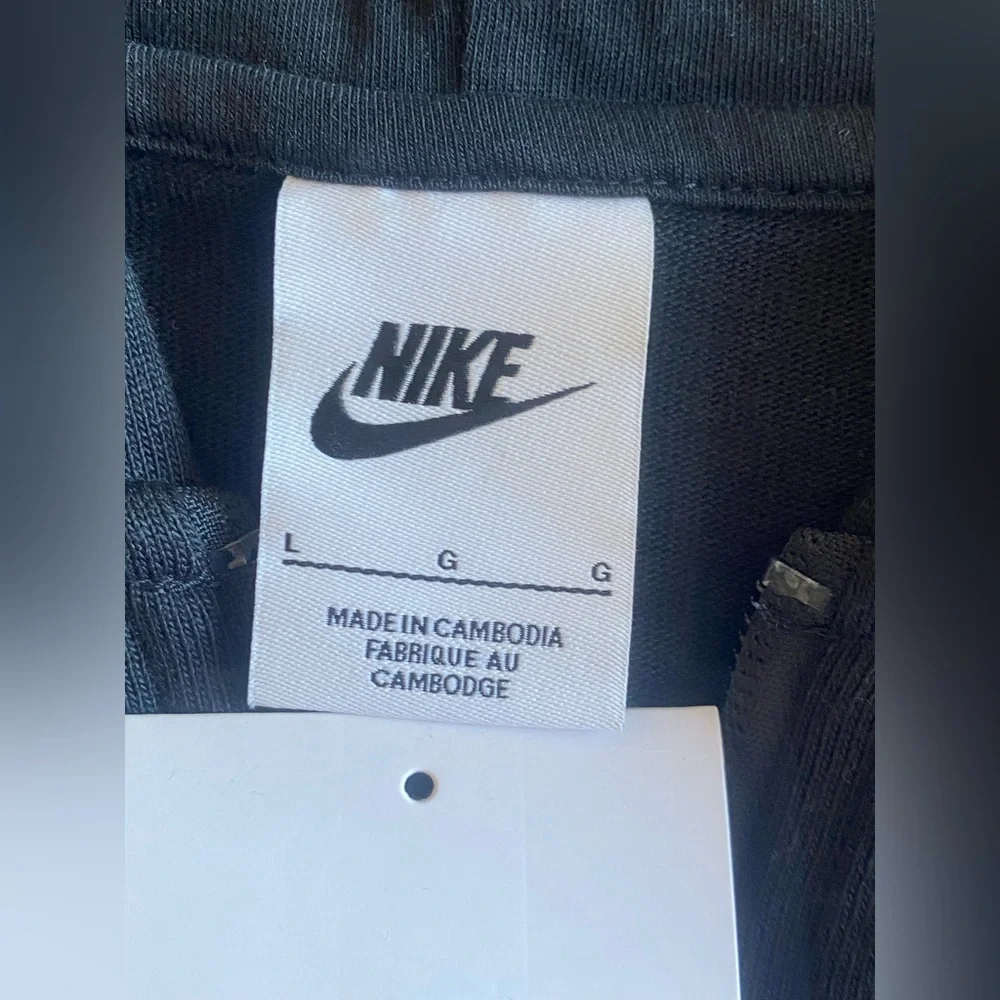 NIKE
L G G
MADE IN CAMBODIA
FABRIQUE AU
CAMBODGE